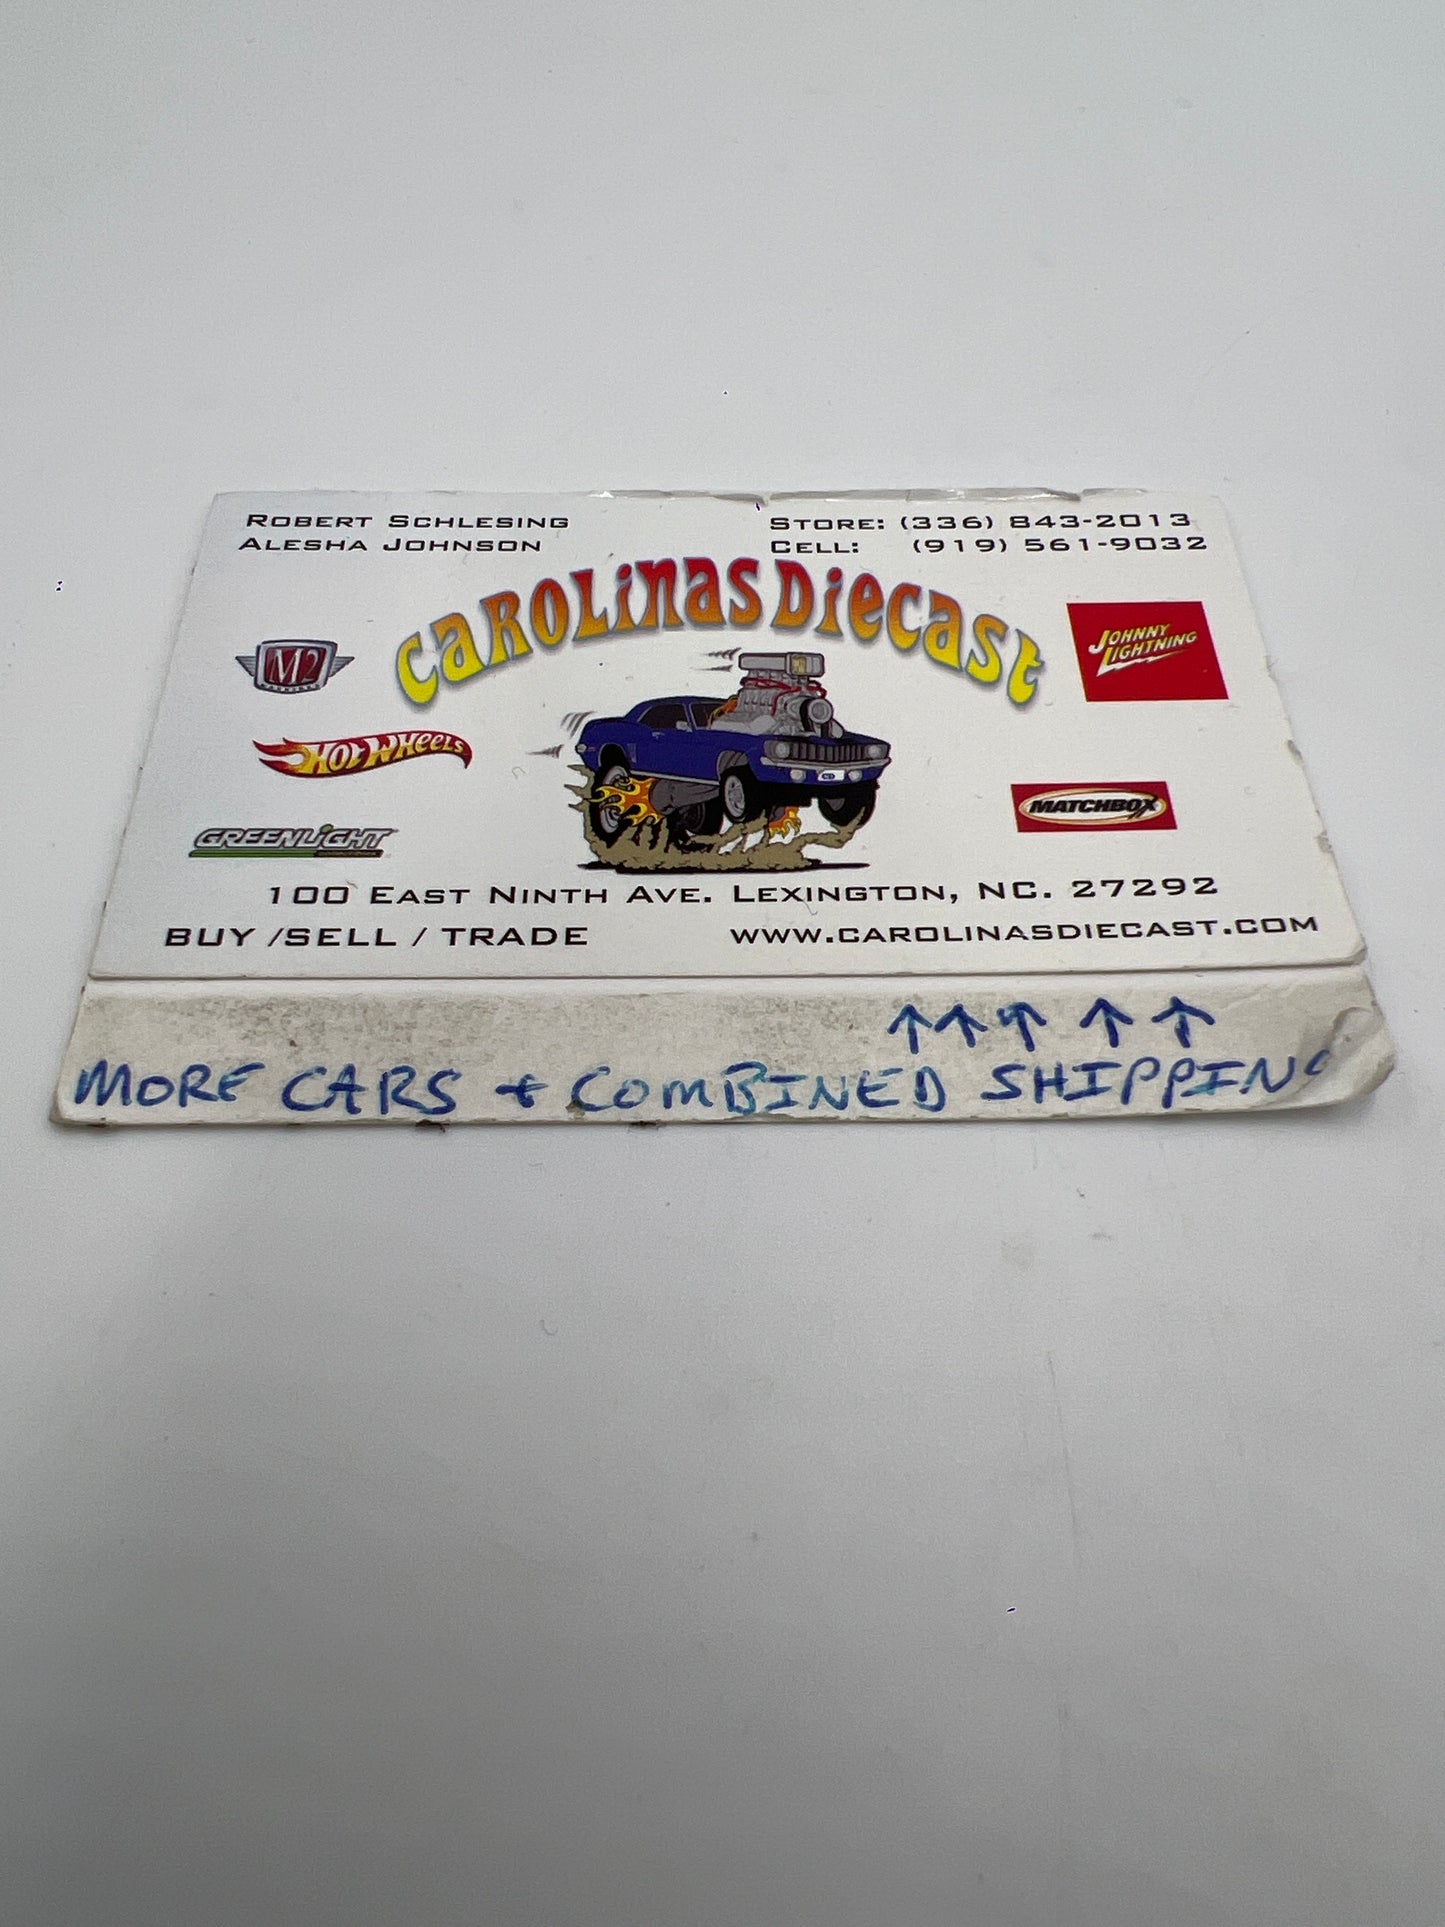 ROBERT SCHLESING
ALESHA JOHNSON
STORE: (336) 843-2013
CELL: (919) 561-9032
CAROLINAS DIECAST
M2
JOHNNY
LIGHTNING
HOT WHEELS
MATCHBOX
GREENLIGHT
100 EAST NINTH AVE. LEXINGTON, NC. 27292
BUY /SELL / TRADE
WWW.CAROLINASDIECAST.COM
↑ ↑ ↑ ↑ ↑
MORE CARS + COMBINED SHIPPING